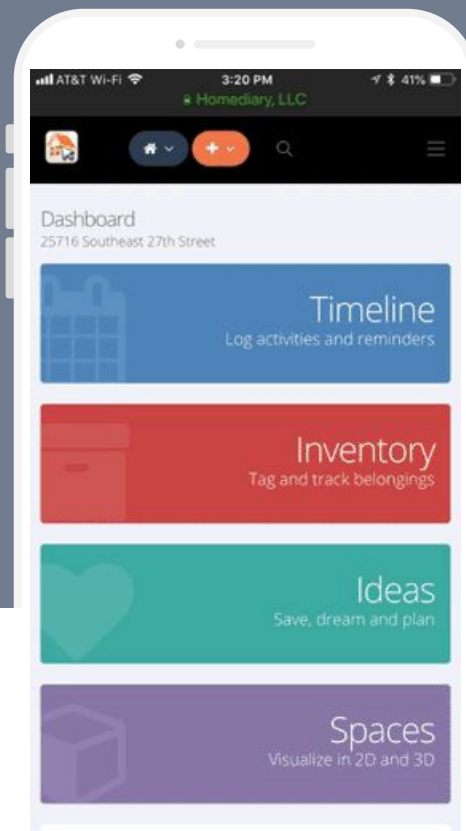 AT&T Wi-Fi 3:20 PM 41%
Homediary, LLC
Dashboard
25716 Southeast 27th Street
Timeline
Log activities and reminders
Inventory
Tag and track belongings
Ideas
Save, dream and plan
Spaces
Visualize in 2D and 3D